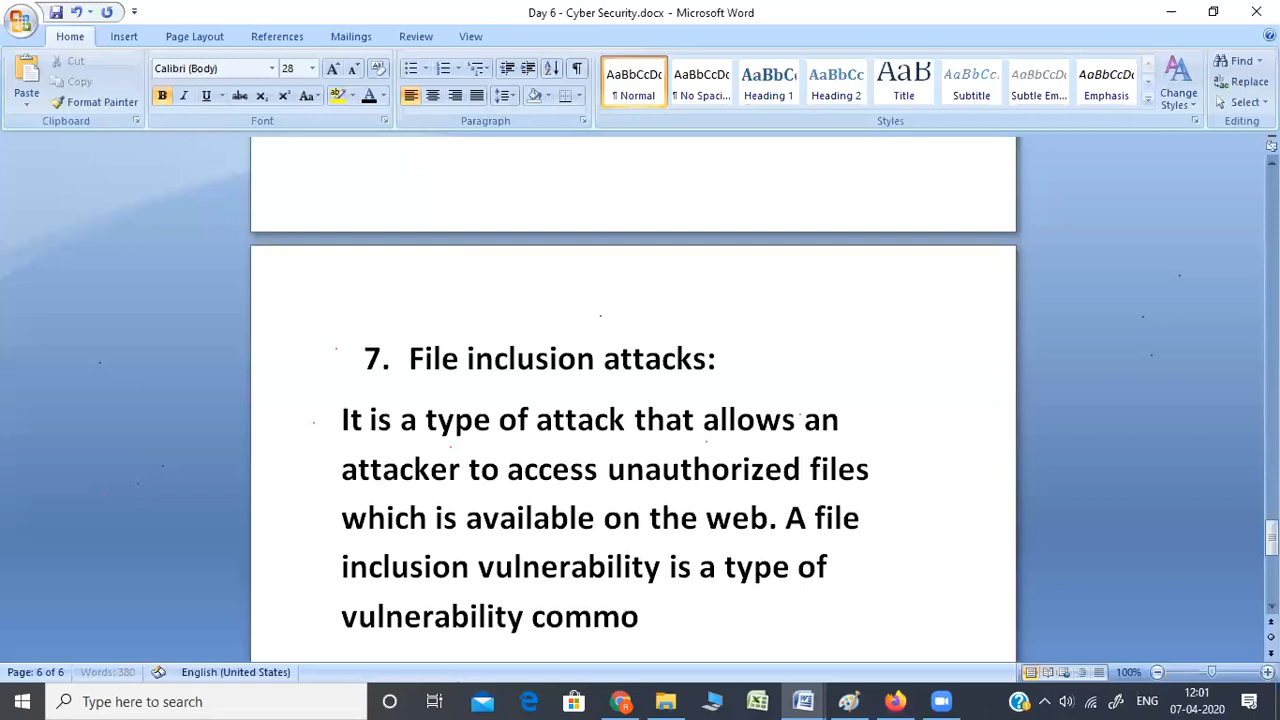 Day 6 - Cyber Security.docx - Microsoft Word
Home Insert Page Layout References Mailings Review View
Paste
Cut
Copy
Format Painter
Clipboard
Calibri (Body) 28
B I U abc X₂ X² Aa
Font
Paragraph
AaBbCcDc AaBbCcDc AaBbC AaBbCc AaB AaBbCc. AaBbCcDc AaBbCcDc
¶ Normal ¶ No Spaci... Heading 1 Heading 2 Title Subtitle Subtle Em... Emphasis
Styles
Change Styles
Find
Replace
Select
Editing
7. File inclusion attacks:
It is a type of attack that allows an
attacker to access unauthorized files
which is available on the web. A file
inclusion vulnerability is a type of
vulnerability commo
Page: 6 of 6 Words: 380 English (United States) 100%
Type here to search
ENG
12:01
07-04-2020